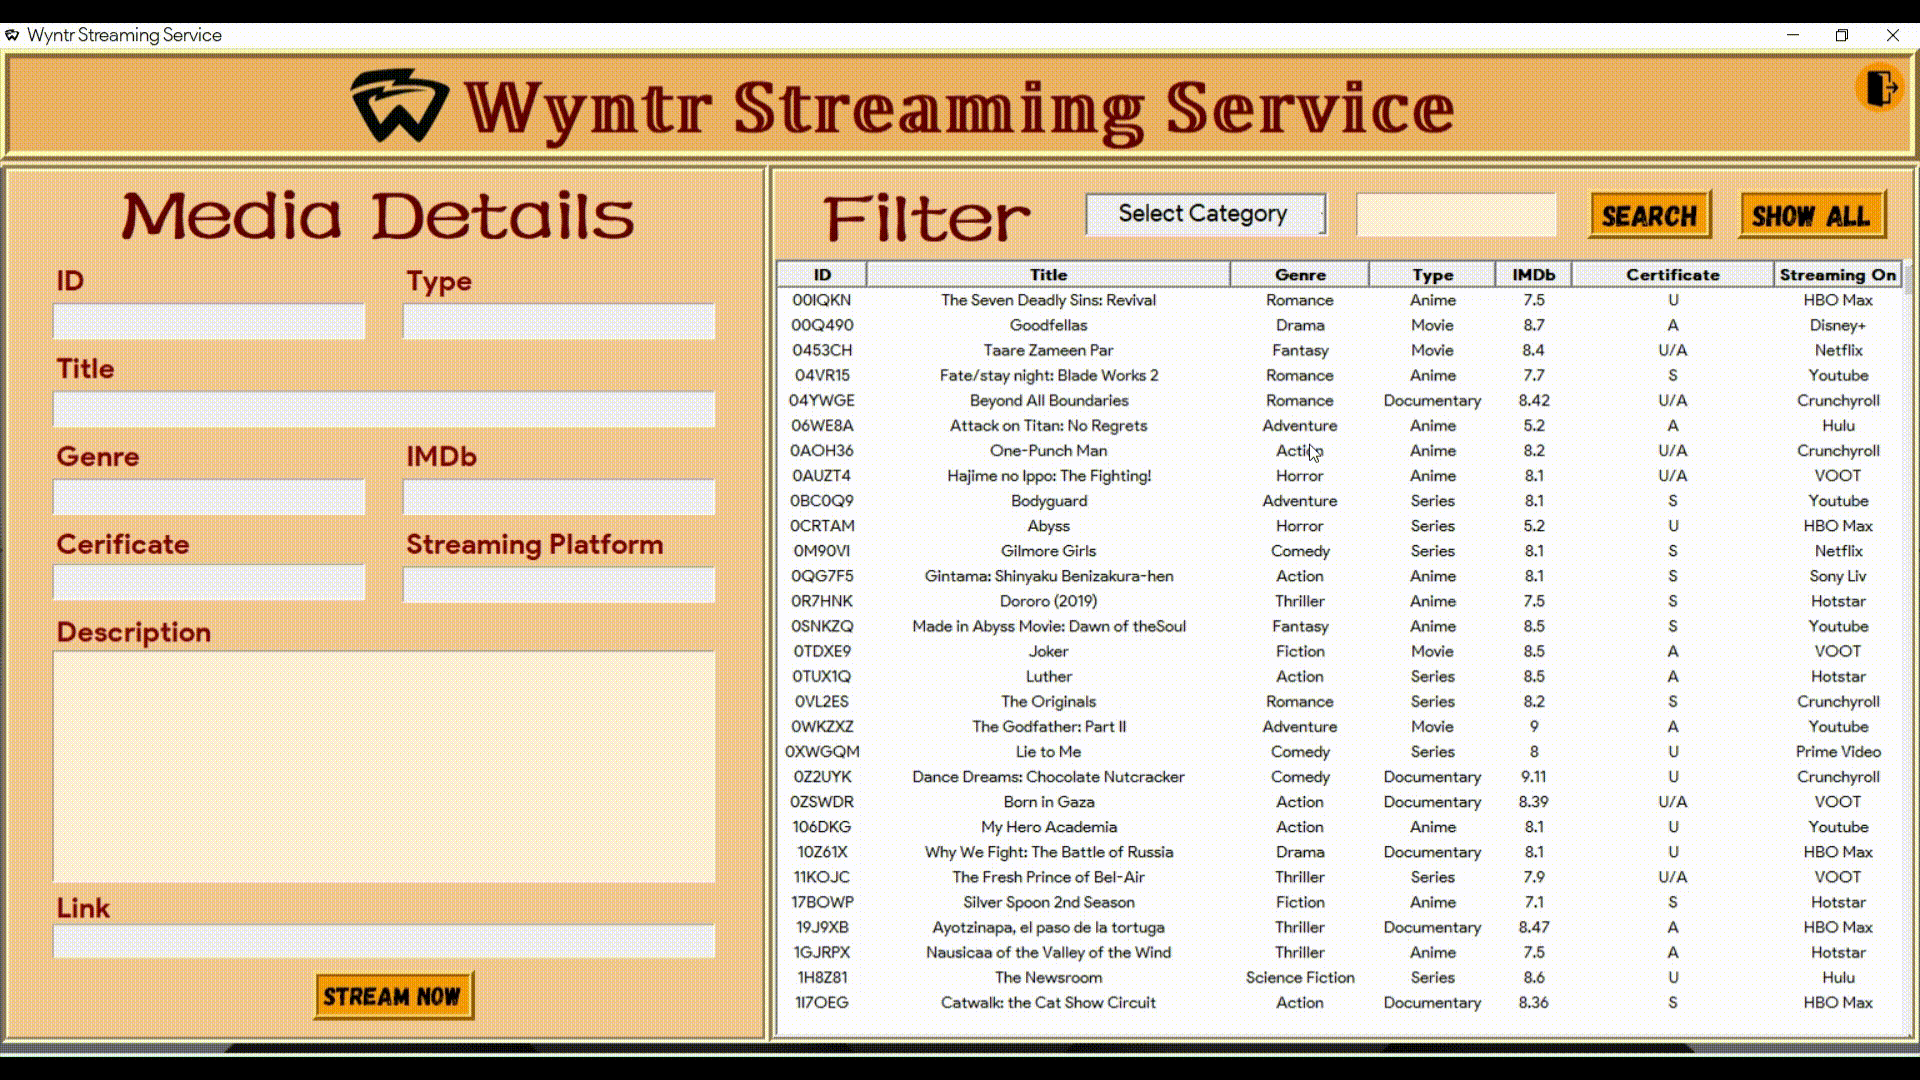 Wyntr Streaming Service
Wyntr Streaming Service
Media Details
ID Type
Title
Genre IMDb
Cerificate Streaming Platform
Description
Link
STREAM NOW
Filter Select Category SEARCH SHOW ALL
ID Title Genre Type IMDb Certificate Streaming On
00IQKN The Seven Deadly Sins: Revival Romance Anime 7.5 U HBO Max
00Q490 Goodfellas Drama Movie 8.7 A Disney+
0453CH Taare Zameen Par Fantasy Movie 8.4 U/A Netflix
04VR15 Fate/stay night: Blade Works 2 Romance Anime 7.7 S Youtube
04YWGE Beyond All Boundaries Romance Documentary 8.42 U/A Crunchyroll
06WE8A Attack on Titan: No Regrets Adventure Anime 5.2 A Hulu
0AOH36 One-Punch Man Action Anime 8.2 U/A Crunchyroll
0AUZT4 Hajime no Ippo: The Fighting! Horror Anime 8.1 U/A VOOT
0BC0Q9 Bodyguard Adventure Series 8.1 S Youtube
0CRTAM Abyss Horror Series 5.2 U HBO Max
0M90VI Gilmore Girls Comedy Series 8.1 S Netflix
0QG7F5 Gintama: Shinyaku Benizakura-hen Action Anime 8.1 S Sony Liv
0R7HNK Dororo (2019) Thriller Anime 7.5 S Hotstar
0SNKZQ Made in Abyss Movie: Dawn of theSoul Fantasy Anime 8.5 S Youtube
0TDXE9 Joker Fiction Movie 8.5 A VOOT
0TUX1Q Luther Action Series 8.5 A Hotstar
0VL2ES The Originals Romance Series 8.2 S Crunchyroll
0WKZXZ The Godfather: Part II Adventure Movie 9 A Youtube
0XWGQM Lie to Me Comedy Series 8 U Prime Video
0Z2UYK Dance Dreams: Chocolate Nutcracker Comedy Documentary 9.11 U Crunchyroll
0ZSWDR Born in Gaza Action Documentary 8.39 U/A VOOT
106DKG My Hero Academia Action Anime 8.1 U Youtube
10Z61X Why We Fight: The Battle of Russia Drama Documentary 8.1 U HBO Max
11KOJC The Fresh Prince of Bel-Air Thriller Series 7.9 U/A VOOT
17BOWP Silver Spoon 2nd Season Fiction Anime 7.1 S Hotstar
19J9XB Ayotzinapa, el paso de la tortuga Thriller Documentary 8.47 A HBO Max
1GJRPX Nausicaa of the Valley of the Wind Thriller Anime 7.5 A Hotstar
1H8Z81 The Newsroom Science Fiction Series 8.6 U Hulu
1I7OEG Catwalk: the Cat Show Circuit Action Documentary 8.36 S HBO Max